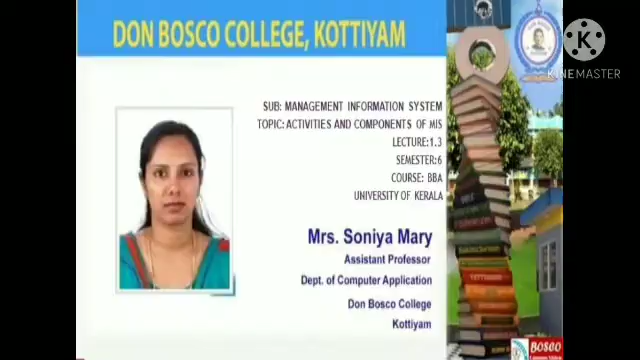 DON BOSCO COLLEGE, KOTTIYAM
KINEMASTER
SUB: MANAGEMENT INFORMATION SYSTEM
TOPIC: ACTIVITIES AND COMPONENTS OF MIS
LECTURE:1.3
SEMESTER:6
COURSE: BBA
UNIVERSITY OF KERALA
Mrs. Soniya Mary
Assistant Professor
Dept. of Computer Application
Don Bosco College
Kottiyam
BOSCO